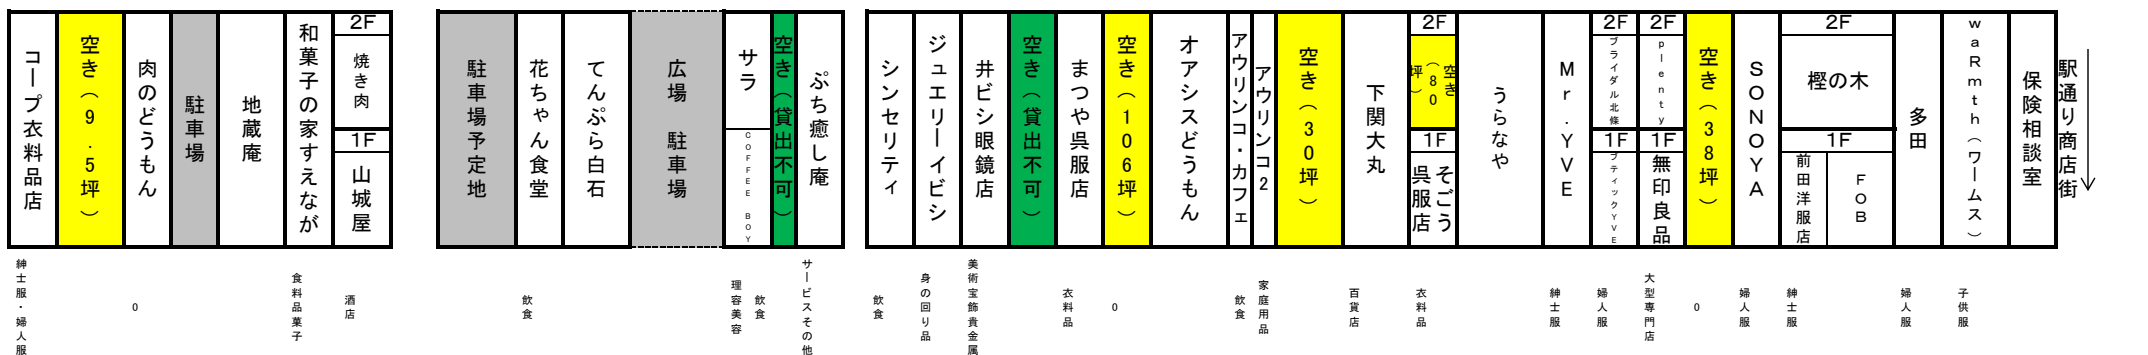 コープ衣料品店
空き（9.5坪）
肉のどうもん
駐車場
地蔵庵
和菓子の家すえなが
2F
焼き肉
1F
山城屋
駐車場予定地
花ちゃん食堂
てんぷら白石
広場　駐車場
サラ
COFFEE BOY
空き（貸出不可）
ぷち癒し庵
シンセリティ
ジュエリーイビシ
井ビシ眼鏡店
空き（貸出不可）
まつや呉服店
空き（106坪）
オアシスどうもん
アウリンコ・カフェ
アウリンコ2
空き（30坪）
下関大丸
2F
空き（80坪）
1F
そごう呉服店
うらなや
Mr.YVE
2F
ブライダル北條
1F
ブティックYVE
2F
plenty
1F
無印良品
空き（38坪）
SONOYA
2F
樫の木
1F
前田洋服店
FOB
多田
waRmth（ワームス）
保険相談室
駅通り商店街
紳士服・婦人服
0
食料品菓子
酒店
飲食
理容美容
飲食
サービスその他
飲食
身の回り品
美術宝飾貴金属
衣料品
0
飲食
家庭用品
百貨店
衣料品
紳士服
婦人服
大型専門店
0
婦人服
紳士服
婦人服
子供服